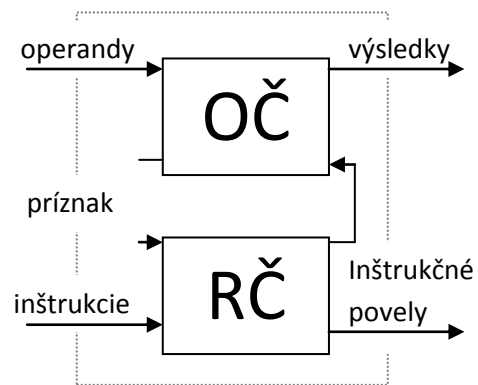 operandy
výsledky
OČ
príznak
RČ
Inštrukčné
inštrukcie
povely